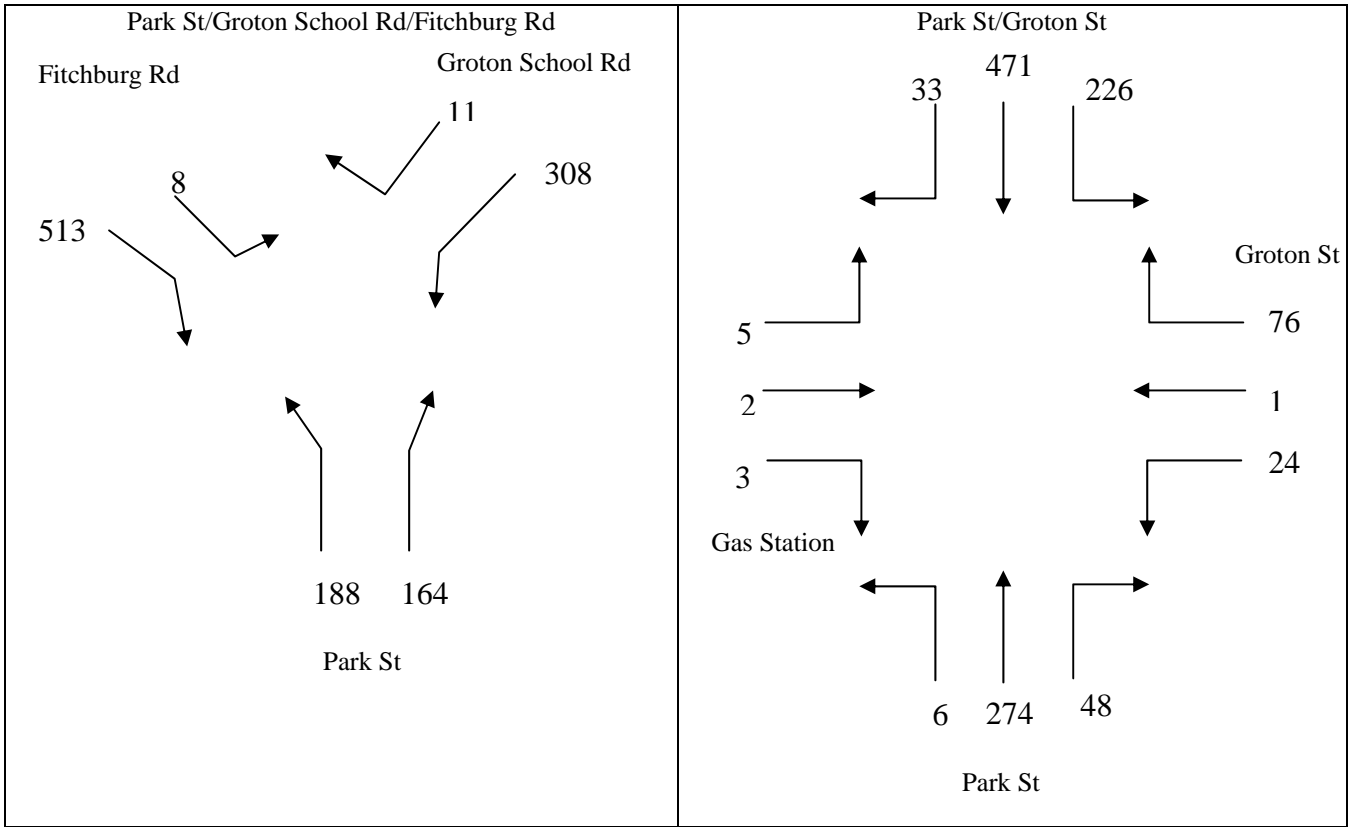 Park St/Groton School Rd/Fitchburg Rd
Fitchburg Rd
Groton School Rd
11
308
8
513
188 164
Park St
Park St/Groton St
33 471 226
Groton St
5 76
2 1
3 24
Gas Station
6 274 48
Park St